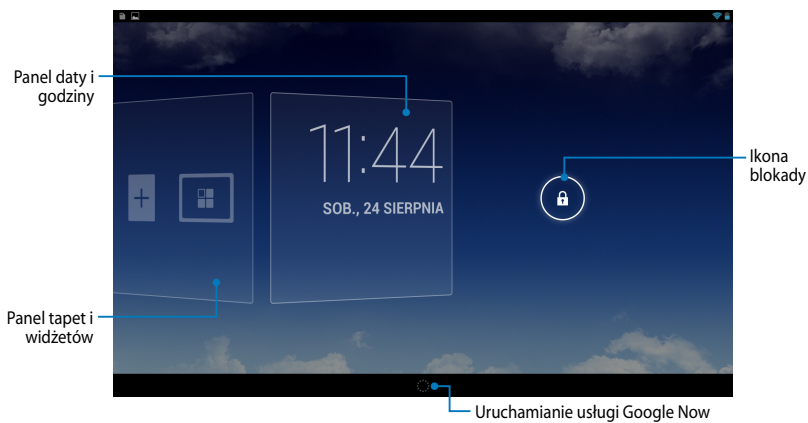 Panel daty i
godziny
11:44
SOB., 24 SIERPNIA
Ikona
blokady
Panel tapet i
widżetów
Uruchamianie usługi Google Now